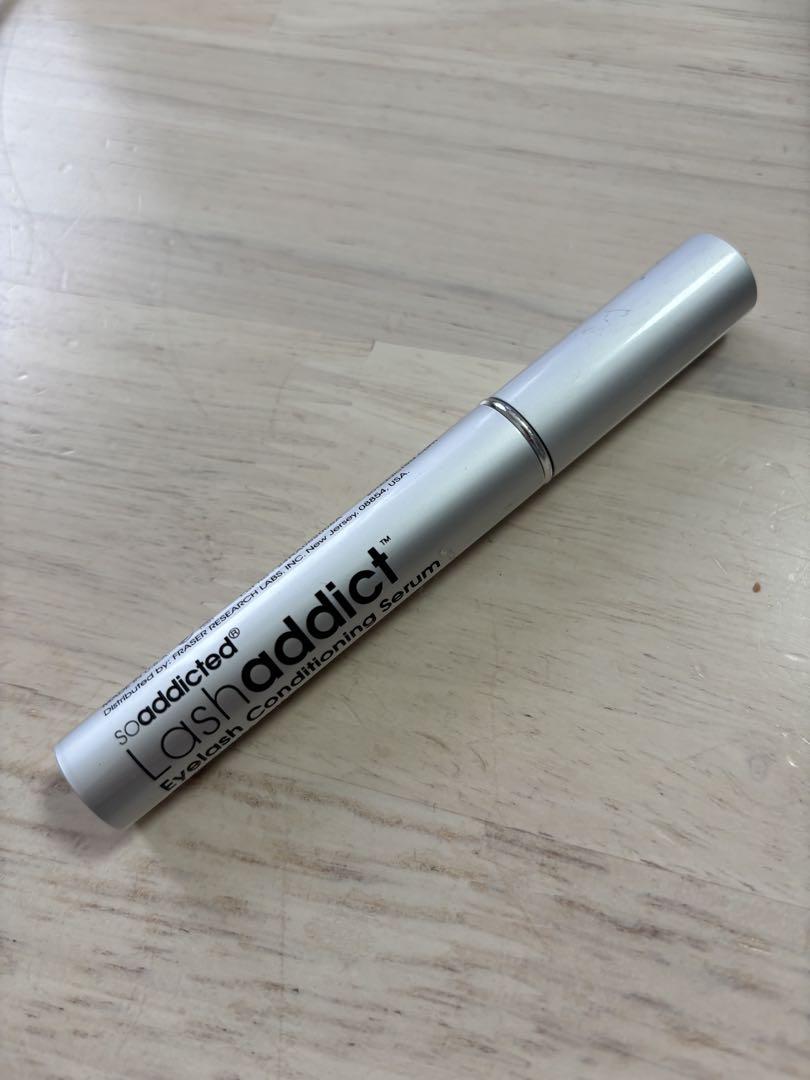 Distributed by: FRASER RESEARCH LABS, INC. New Jersey, 08854, USA.
soaddicted®
Lashaddict™
Eyelash Conditioning Serum